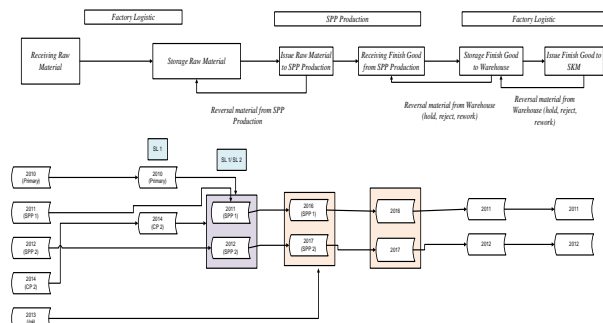 Factory Logistic
SPP Production
Factory Logistic
Receiving Raw
Material
Storage Raw Material
Issue Raw Material
to SPP Production
Receiving Finish Good
from SPP Production
Storage Finish Good
to Warehouse
Issue Finish Good to
SKM
Reversal material from SPP
Production
Reversal material from Warehouse
(hold, reject, rework)
Reversal material from
Warehouse (hold, reject,
rework)
SL 1
SL 1/ SL 2
2010
(Primary)
2010
(Primary)
2011
(SPP 1)
2014
(CP 2)
2011
(SPP 1)
2016
(SPP 1)
2016
2011
2011
2012
(SPP 2)
2012
(SPP 2)
2017
(SPP 2)
2017
2012
2012
2014
(CP 2)
2013